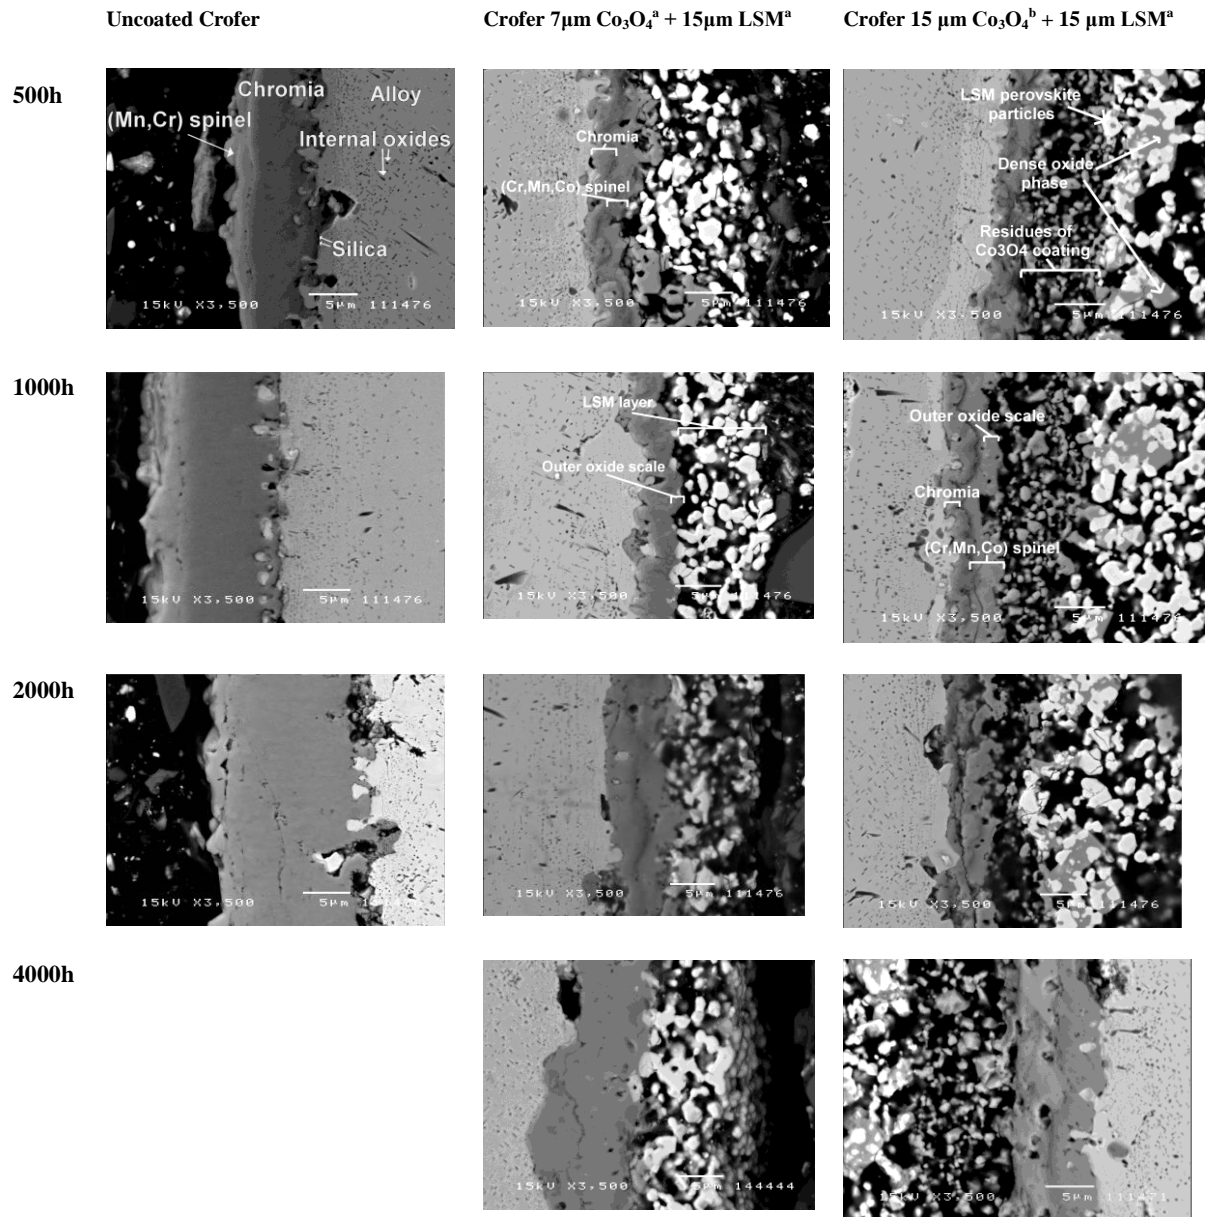 Uncoated Crofer
Crofer 7μm Co₃O₄ᵃ + 15μm LSMᵃ
Crofer 15 μm Co₃O₄ᵇ + 15 μm LSMᵃ
500h
Chromia
Alloy
(Mn,Cr) spinel
Internal oxides
Silica
15kV X3,500 5μm 111476
Chromia
(Cr,Mn,Co) spinel
15kV X3,500 5μm 111476
LSM perovskite
particles
Dense oxide
phase
Residues of
Co3O4 coating
15kV X3,500 5μm 111476
1000h
15kV X3,500 5μm 111476
LSM layer
Outer oxide scale
15kV X3,500 5μm 111476
Outer oxide scale
Chromia
(Cr,Mn,Co) spinel
15kV X3,500 5μm 111476
2000h
15kV X3,500 5μm
15kV X3,500 5μm 111476
15kV X3,500 5μm 111476
4000h
15kV X3,500 5μm 144444
15kV X3,500 5μm 111471